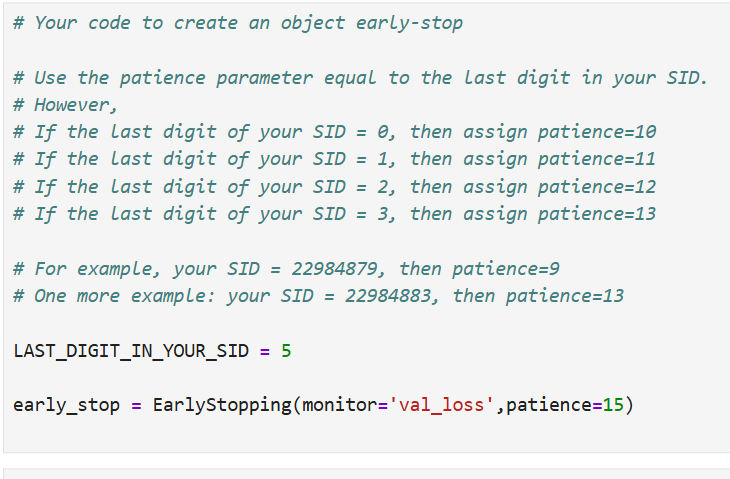 # Your code to create an object early-stop
# Use the patience parameter equal to the last digit in your SID.
# However,
# If the last digit of your SID = 0, then assign patience=10
# If the last digit of your SID = 1, then assign patience=11
# If the last digit of your SID = 2, then assign patience=12
# If the last digit of your SID = 3, then assign patience=13
# For example, your SID = 22984879, then patience=9
# One more example: your SID = 22984883, then patience=13
LAST_DIGIT_IN_YOUR_SID = 5
early_stop = EarlyStopping(monitor='val_loss',patience=15)